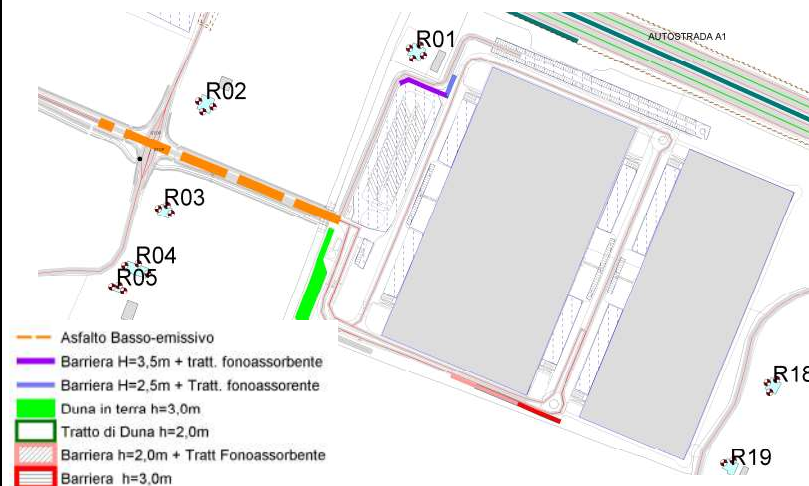 R01
AUTOSTRADA A1
R02
R03
R04
R05
Asfalto Basso-emissivo
Barriera H=3,5m + tratt. fonoassorbente
Barriera H=2,5m + Tratt. fonoassorente
Duna in terra h=3,0m
Tratto di Duna h=2,0m
Barriera h=2,0m + Tratt Fonoassorbente
Barriera h=3,0m
R18
R19